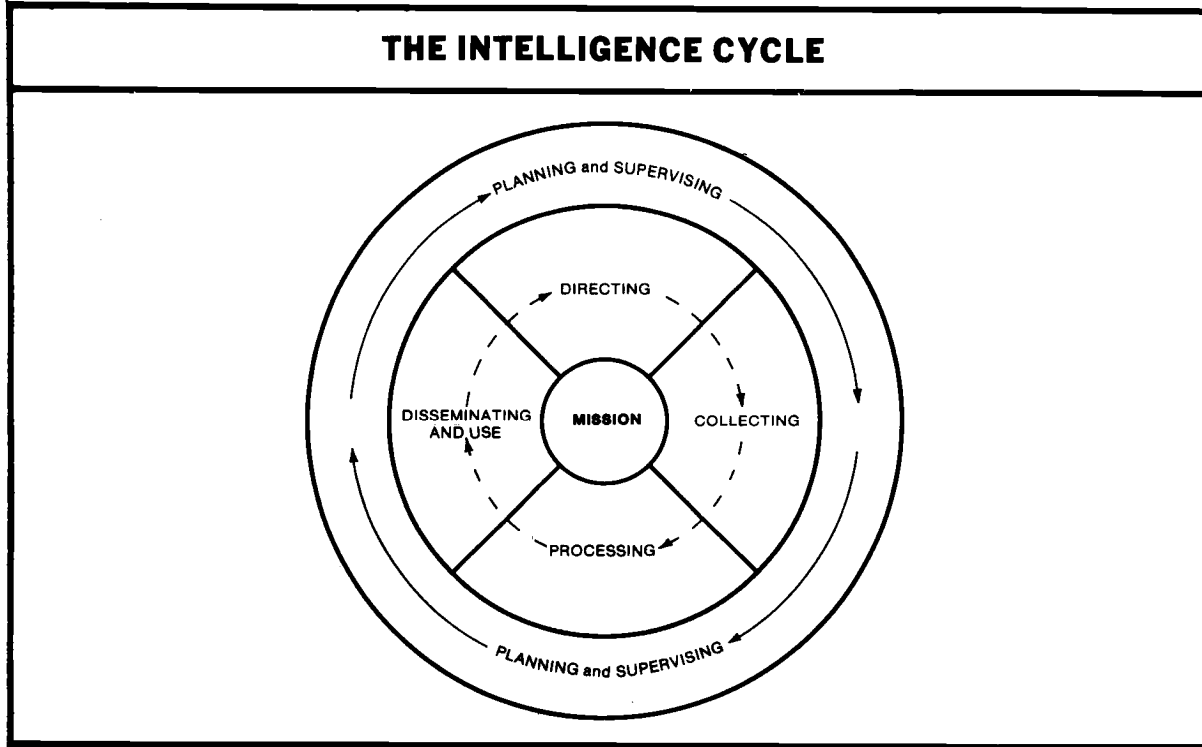 THE INTELLIGENCE CYCLE
PLANNING and SUPERVISING
DIRECTING
DISSEMINATING
AND USE
MISSION
COLLECTING
PROCESSING
PLANNING and SUPERVISING